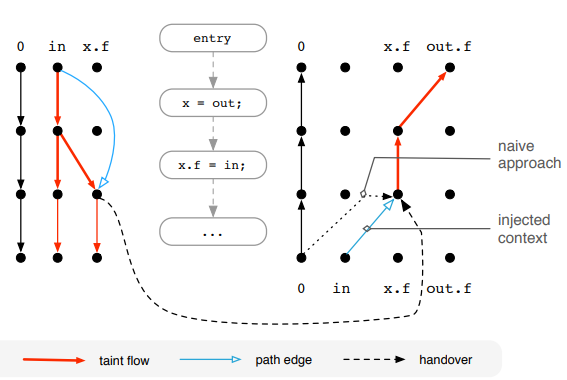 0 in x.f
entry
0 x.f out.f
x = out;
naive
approach
x.f = in;
injected
context
...
0 in x.f out.f
taint flow
path edge
handover